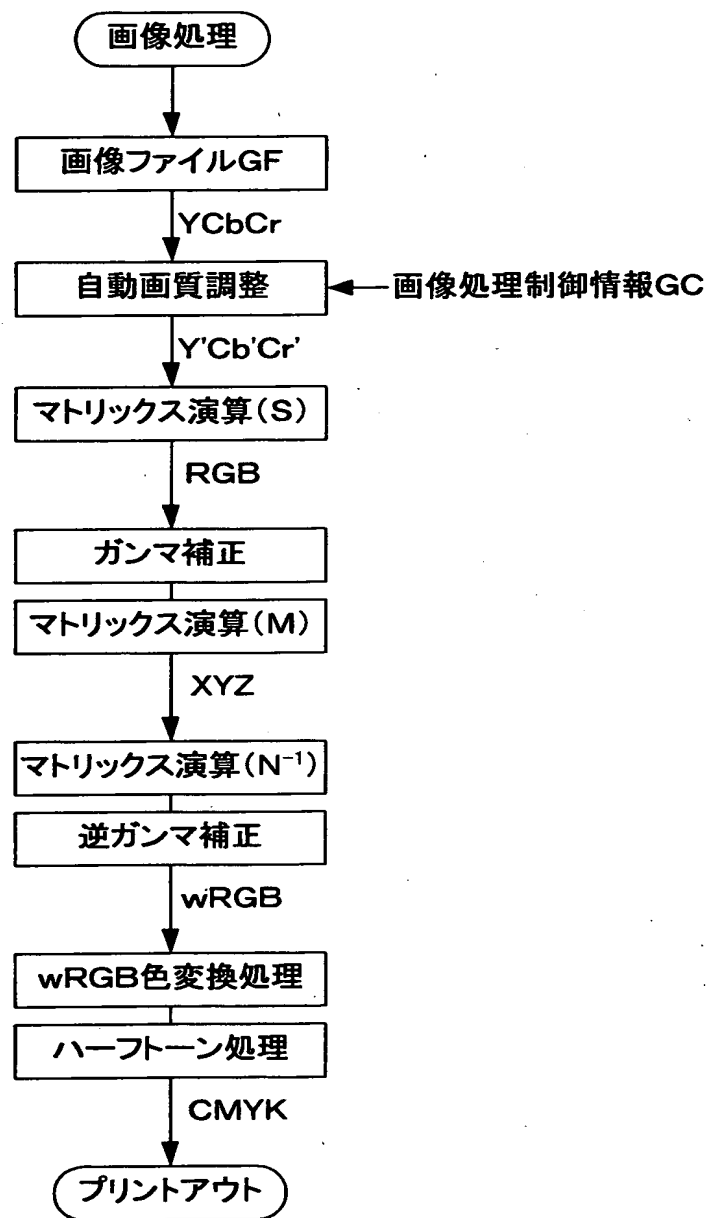 画像処理
画像ファイルGF
YCbCr
自動画質調整
画像処理制御情報GC
Y'Cb'Cr'
マトリックス演算(S)
RGB
ガンマ補正
マトリックス演算(M)
XYZ
マトリックス演算(N⁻¹)
逆ガンマ補正
wRGB
wRGB色変換処理
ハーフトーン処理
CMYK
プリントアウト